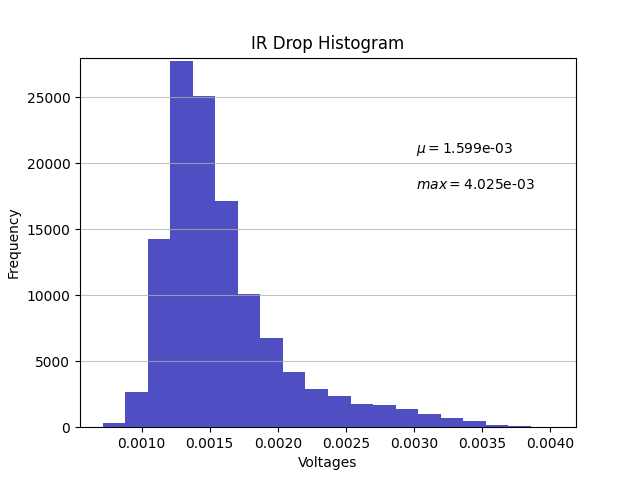 IR Drop Histogram
25000
20000
15000
10000
5000
0
Frequency
μ = 1.599e-03
max = 4.025e-03
0.0010 0.0015 0.0020 0.0025 0.0030 0.0035 0.0040
Voltages